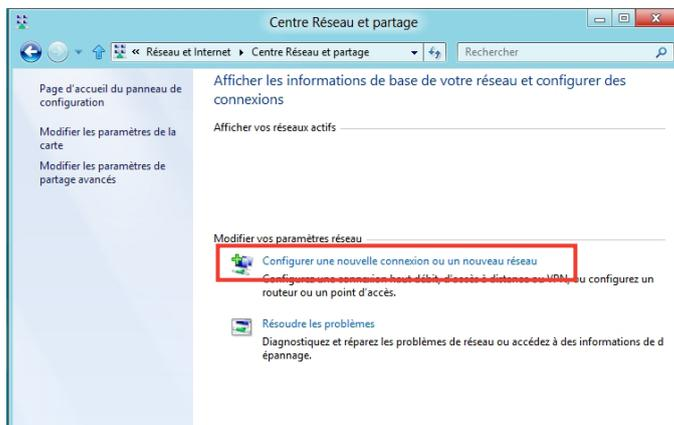 Centre Réseau et partage
« Réseau et Internet Centre Réseau et partage
Rechercher
Page d'accueil du panneau de
configuration
Modifier les paramètres de la
carte
Modifier les paramètres de
partage avancés
Afficher les informations de base de votre réseau et configurer des
connexions
Afficher vos réseaux actifs
Modifier vos paramètres réseau
Configurer une nouvelle connexion ou un nouveau réseau
Configurez une connexion haut débit, d'accès à distance ou VPN, ou configurez un
routeur ou un point d'accès.
Résoudre les problèmes
Diagnostiquez et réparez les problèmes de réseau ou accédez à des informations de d
épannage.